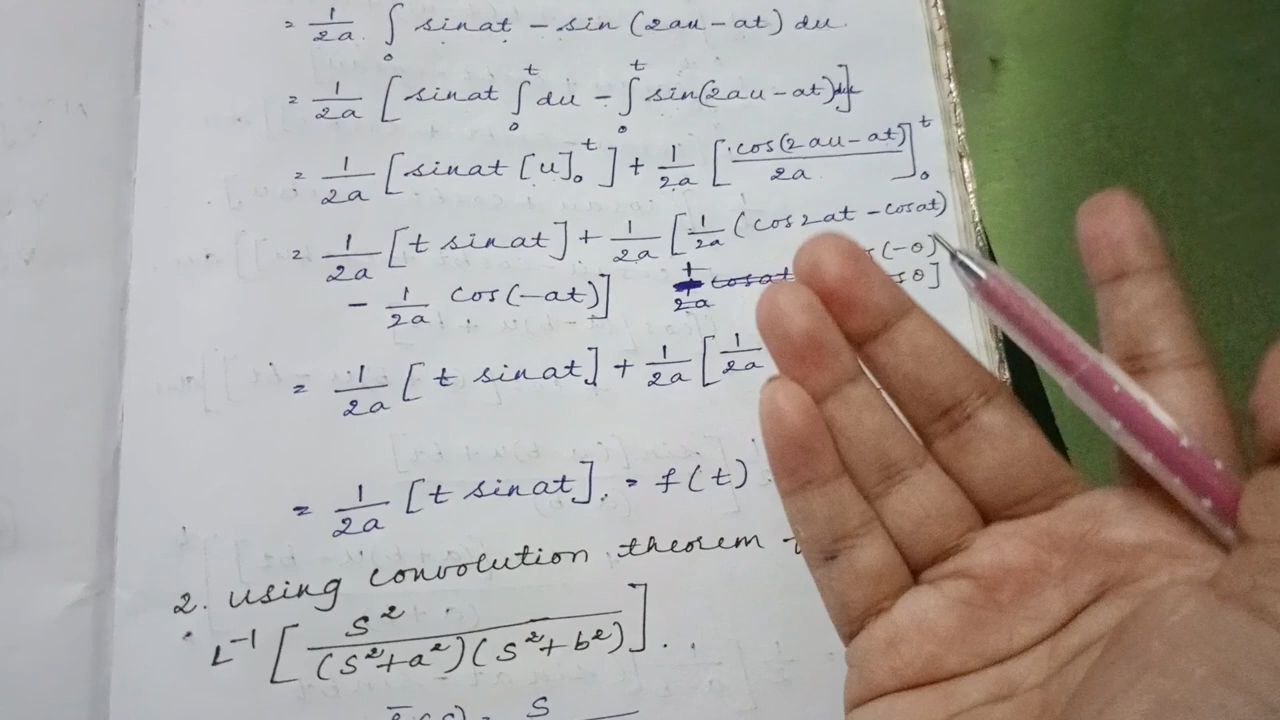 = 1/2a ∫₀ sinat - sin (2au - at) du.
= 1/2a [sinat ∫₀ᵗ du - ∫₀ᵗ sin(2au - at)du]
= 1/2a [sinat [u]₀ᵗ] + 1/2a [cos(2au - at)/2a]₀ᵗ
= 1/2a [t sinat] + 1/2a [1/2a (cos2at - cosat)
- 1/2a cos(-at)]
(-θ)
θ]
= 1/2a [t sinat] + 1/2a [1/2a
= 1/2a [t sinat]. = f(t)
2. using convolution theorem
L⁻¹ [s²/(s²+a²)(s²+b²)].
s